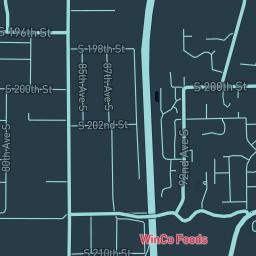 S 196th St
S 198th St
S 200th St
S 200th St
85th Ave S
87th Ave S
S 202nd St
80th Ave S
92nd Ave S
WinCo Foods
S 210th St